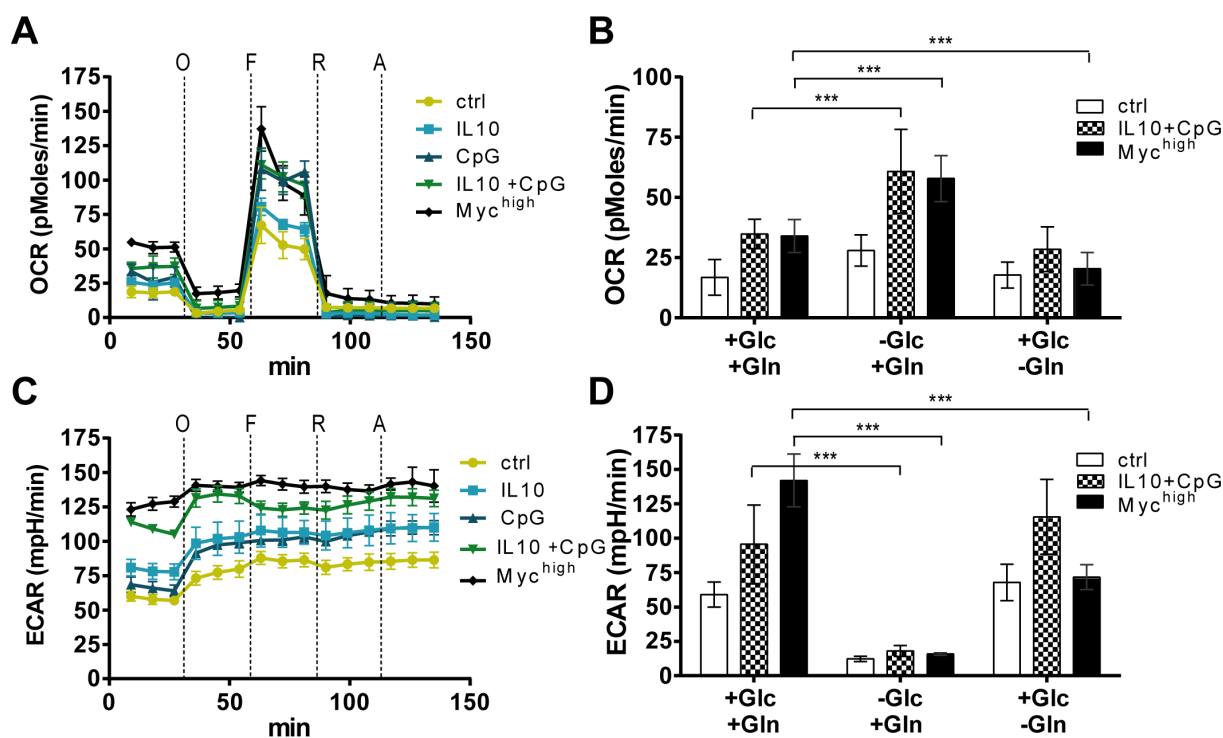 A
O F R A
OCR (pMoles/min)
175
150
125
100
75
50
25
0
0 50 100 150
min
ctrl
IL10
CpG
IL10 +CpG
Myc high
B
***
***
***
OCR (pMoles/min)
100
75
50
25
0
+Glc -Glc +Glc
+Gln +Gln -Gln
ctrl
IL10+CpG
Myc high
C
O F R A
ECAR (mpH/min)
175
150
125
100
75
50
25
0
0 50 100 150
min
ctrl
IL10
CpG
IL10 +CpG
Myc high
D
***
***
***
ECAR (mpH/min)
175
150
125
100
75
50
25
0
+Glc -Glc +Glc
+Gln +Gln -Gln
ctrl
IL10+CpG
Myc high